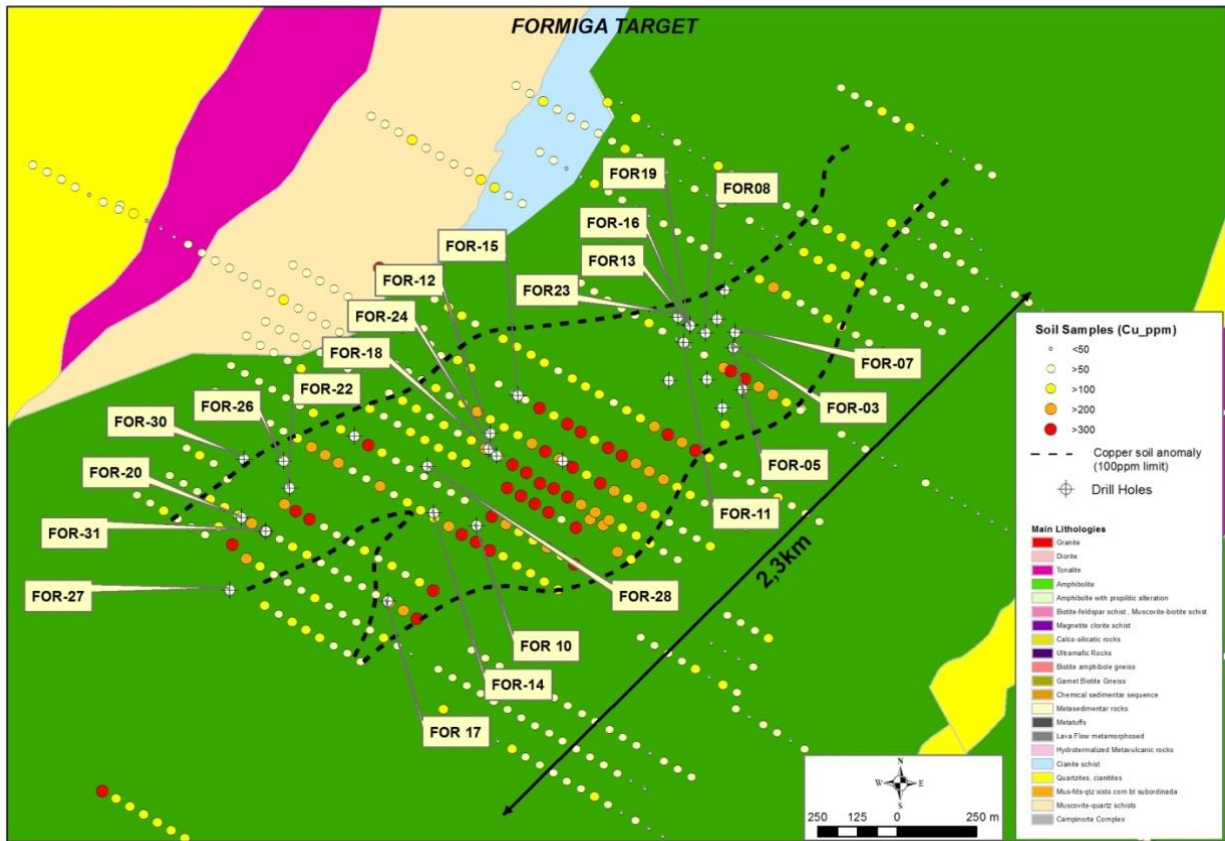 FORMIGA TARGET
FOR19
FOR08
FOR-16
FOR-15
FOR13
FOR-12
FOR23
FOR-24
FOR-18
FOR-07
FOR-22
FOR-26
FOR-30
FOR-03
FOR-20
FOR-05
FOR-31
FOR-11
2,3km
FOR-27
FOR-28
FOR 10
FOR-14
FOR 17
Soil Samples (Cu_ppm)
<50
>50
>100
>200
>300
Copper soil anomaly
(100ppm limit)
Drill Holes
Main Lithologies
Granite
Diorite
Tonalite
Amphibolite
Amphibolte with propilitic alteration
Biotite-feldspar schist , Muscovite-biotite schist
Magnetite clorite schist
Calco-silicatic rocks
Ultramafic Rocks
Biotite amphibole gneiss
Garnet Biotite Gneiss
Chemical sedimentar sequence
Metasedimentar rocks
Metatuffs
Lava Flow metamorphosed
Hydrotermalized Metavulcanic rocks
Cianite schist
Quartzites, cianitites
Mus-fds-qtz xisto com bt subordinada
Muscovite-quartz schists
Campinorte Complex
N
W E
S
250 125 0 250 m